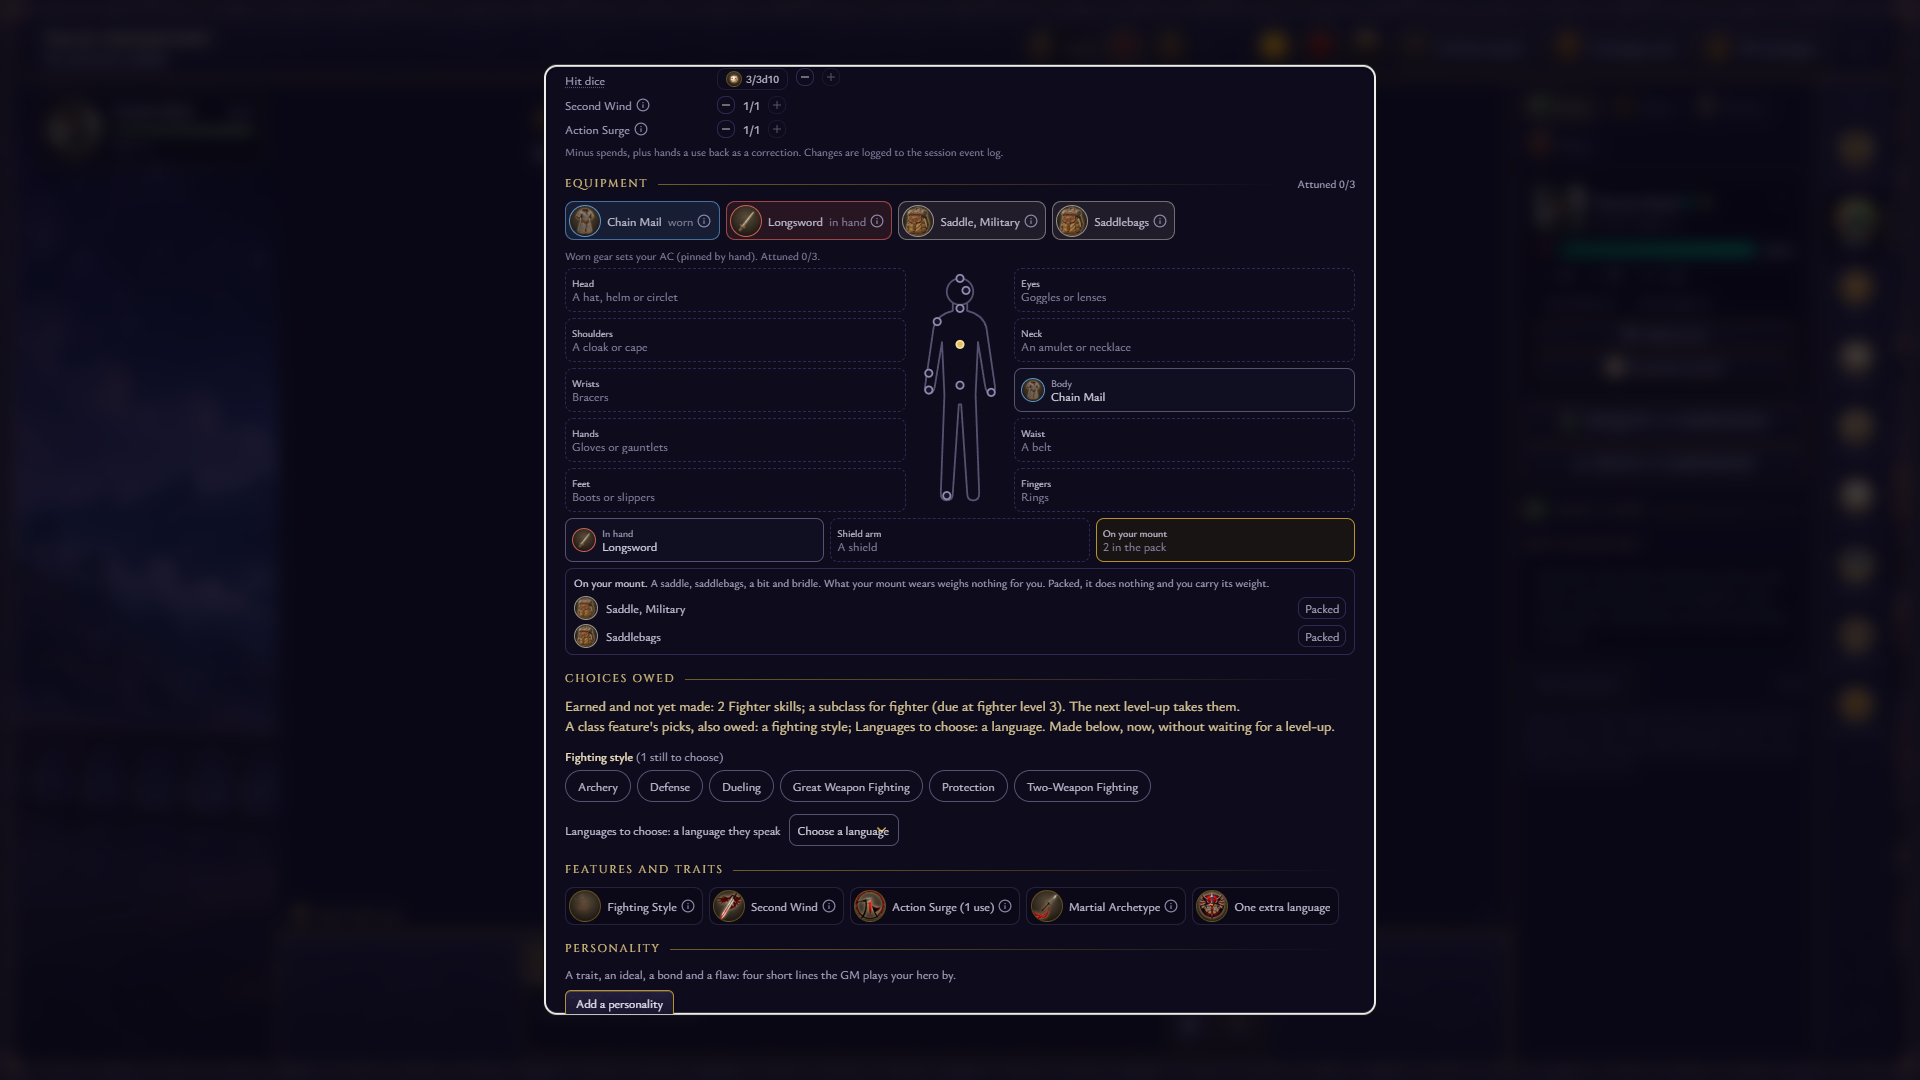 Hit dice 3/3d10
Second Wind 1/1
Action Surge 1/1
Minus spends, plus hands a use back as a correction. Changes are logged to the session event log.
EQUIPMENT Attuned 0/3
Chain Mail worn Longsword in hand Saddle, Military Saddlebags
Worn gear sets your AC (pinned by hand). Attuned 0/3.
Head
A hat, helm or circlet
Eyes
Goggles or lenses
Shoulders
A cloak or cape
Neck
An amulet or necklace
Wrists
Bracers
Body
Chain Mail
Hands
Gloves or gauntlets
Waist
A belt
Feet
Boots or slippers
Fingers
Rings
In hand
Longsword
Shield arm
A shield
On your mount
2 in the pack
On your mount. A saddle, saddlebags, a bit and bridle. What your mount wears weighs nothing for you. Packed, it does nothing and you carry its weight.
Saddle, Military Packed
Saddlebags Packed
CHOICES OWED
Earned and not yet made: 2 Fighter skills; a subclass for fighter (due at fighter level 3). The next level-up takes them.
A class feature's picks, also owed: a fighting style; Languages to choose: a language. Made below, now, without waiting for a level-up.
Fighting style (1 still to choose)
Archery Defense Dueling Great Weapon Fighting Protection Two-Weapon Fighting
Languages to choose: a language they speak Choose a language
FEATURES AND TRAITS
Fighting Style Second Wind Action Surge (1 use) Martial Archetype One extra language
PERSONALITY
A trait, an ideal, a bond and a flaw: four short lines the GM plays your hero by.
Add a personality